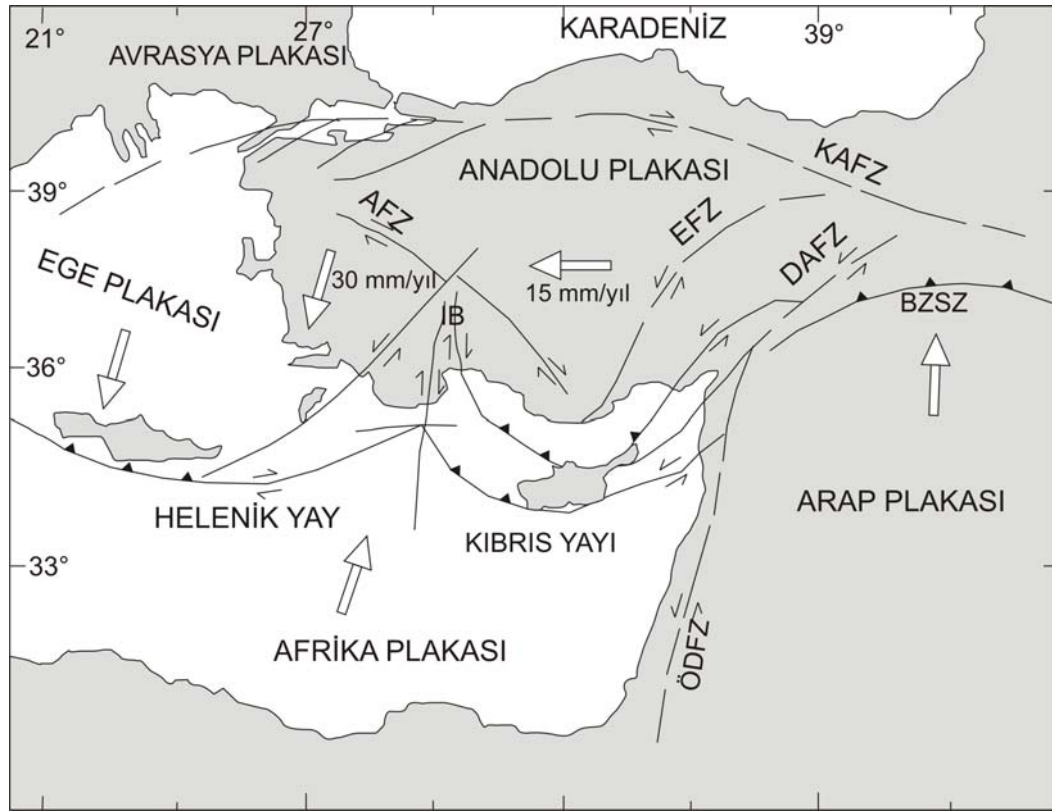 21°
27°
KARADENİZ
39°
AVRASYA PLAKASI
KAFZ
ANADOLU PLAKASI
39°
AFZ
EFZ
DAFZ
EGE PLAKASI
30 mm/yıl
15 mm/yıl
BZSZ
IB
36°
ARAP PLAKASI
HELENİK YAY
KIBRIS YAYI
33°
AFRİKA PLAKASI
ÖDFZ